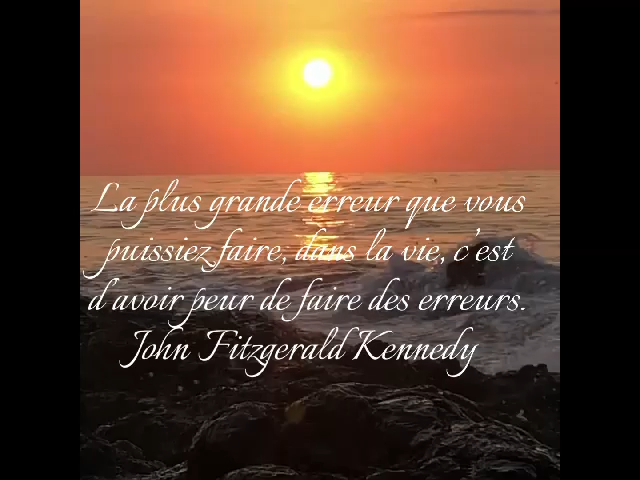 La plus grande erreur que vous
puissiez faire, dans la vie, c'est
d'avoir peur de faire des erreurs.
John Fitzgerald Kennedy